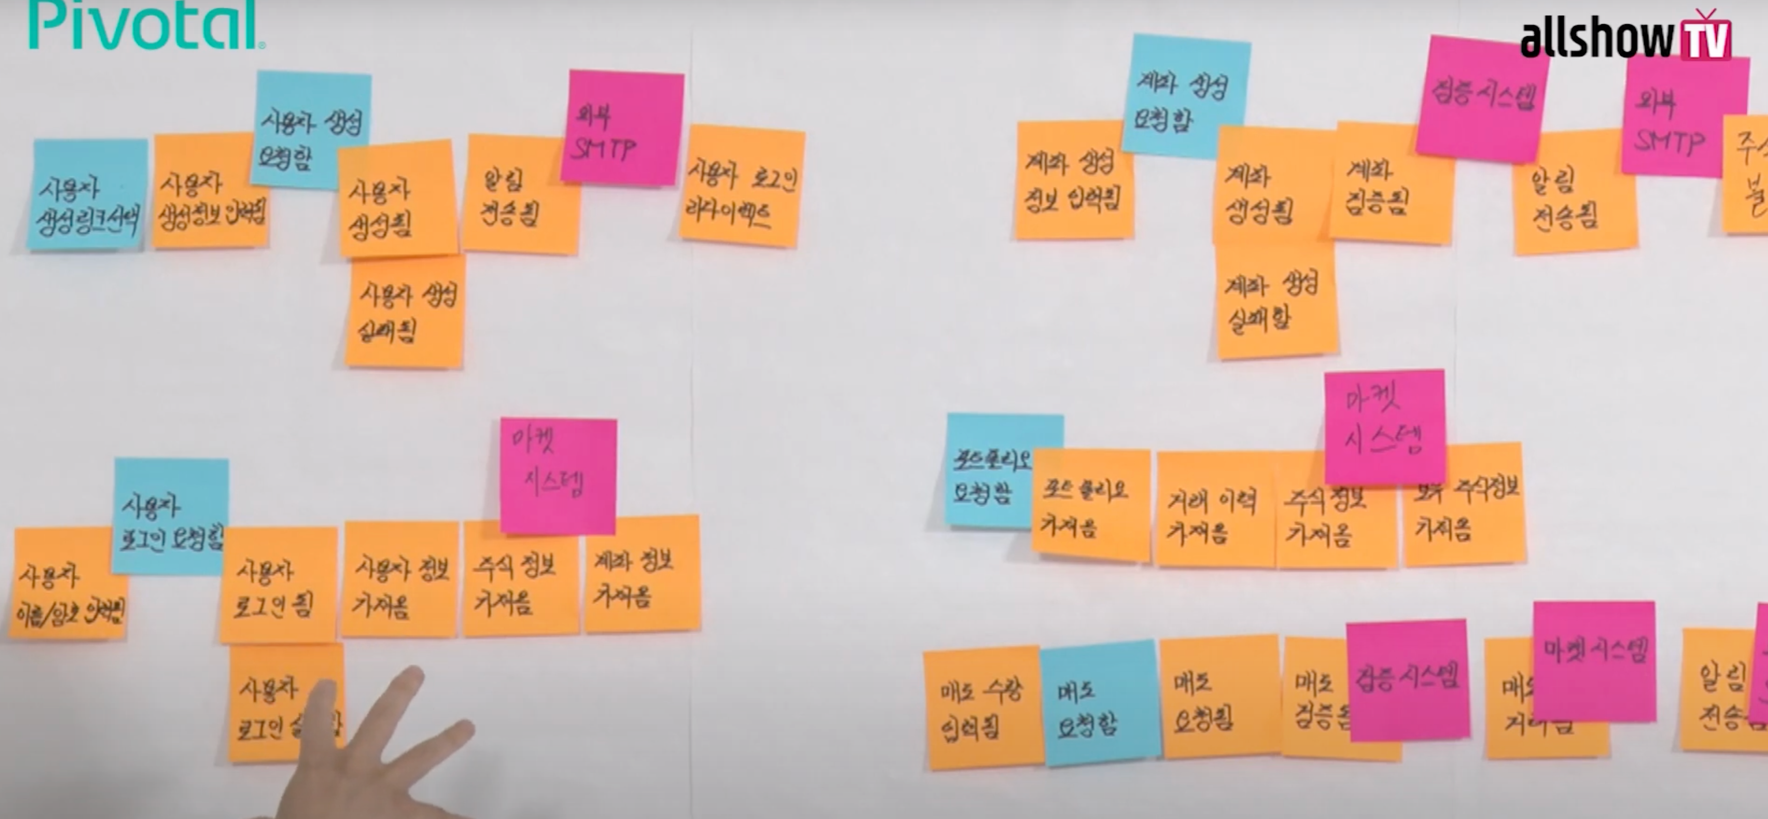 Pivotal
allshowTV
사용자
생성링크선택
사용자
생성정보 입력됨
사용자 생성
요청함
사용자
생성됨
사용자 생성
실패됨
알림
전송됨
외부
SMTP
사용자 로그인
리다이렉트
계좌 생성
정보 입력됨
계좌 생성
요청함
계좌
생성됨
계좌 생성
실패함
계좌
검증됨
검증시스템
알림
전송됨
외부
SMTP
사용자
이름/암호 입력됨
사용자
로그인 요청함
사용자
로그인 됨
사용자
로그인
사용자 정보
가져옴
주식 정보
가져옴
마켓
시스템
계좌 정보
가져옴
포트폴리오
요청함
포트폴리오
가져옴
거래 이력
가져옴
주식 정보
가져옴
마켓
시스템
보유 주식정보
가져옴
매도 수량
입력됨
매도
요청함
매도
요청됨
매도
검증됨
검증시스템
매도
거래됨
마켓시스템
알림
전송됨